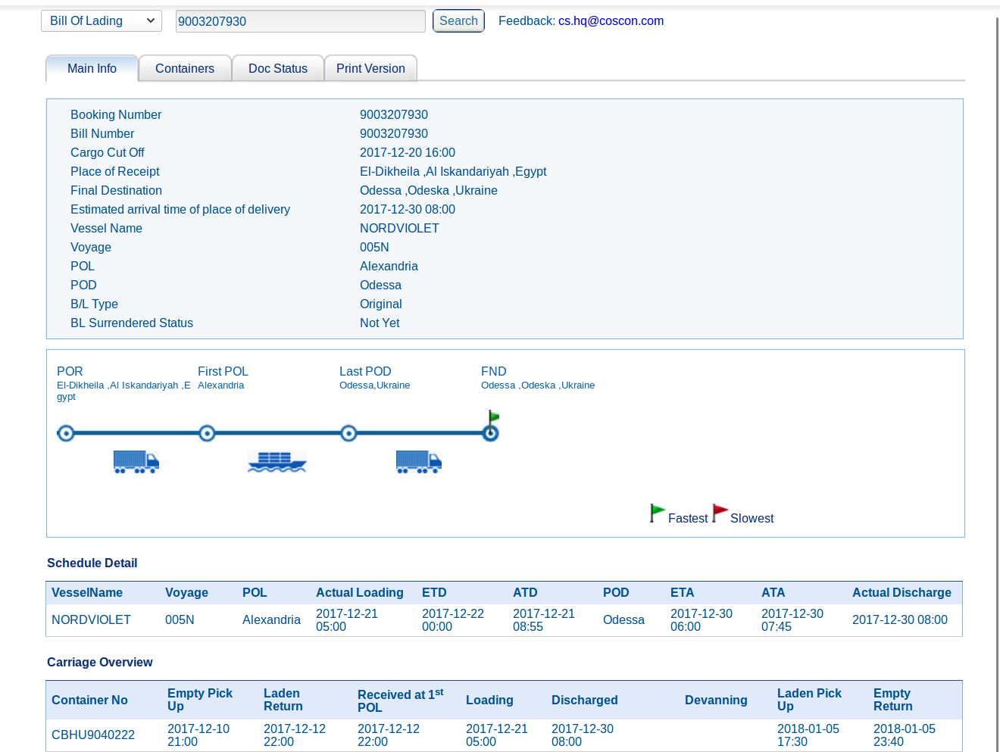 Bill Of Lading 9003207930 Search Feedback: cs.hq@coscon.com
Main Info Containers Doc Status Print Version
Booking Number 9003207930
Bill Number 9003207930
Cargo Cut Off 2017-12-20 16:00
Place of Receipt El-Dikheila ,Al Iskandariyah ,Egypt
Final Destination Odessa ,Odeska ,Ukraine
Estimated arrival time of place of delivery 2017-12-30 08:00
Vessel Name NORDVIOLET
Voyage 005N
POL Alexandria
POD Odessa
B/L Type Original
BL Surrendered Status Not Yet
POR First POL Last POD FND
El-Dikheila ,Al Iskandariyah ,E Alexandria Odessa,Ukraine Odessa ,Odeska ,Ukraine
gypt
Fastest Slowest
Schedule Detail
VesselName Voyage POL Actual Loading ETD ATD POD ETA ATA Actual Discharge
NORDVIOLET 005N Alexandria 2017-12-21 05:00 2017-12-22 00:00 2017-12-21 08:55 Odessa 2017-12-30 06:00 2017-12-30 07:45 2017-12-30 08:00
Carriage Overview
Container No Empty Pick Up Laden Return Received at 1st POL Loading Discharged Devanning Laden Pick Up Empty Return
CBHU9040222 2017-12-10 21:00 2017-12-12 22:00 2017-12-12 22:00 2017-12-21 05:00 2017-12-30 08:00 2018-01-05 17:30 2018-01-05 23:40